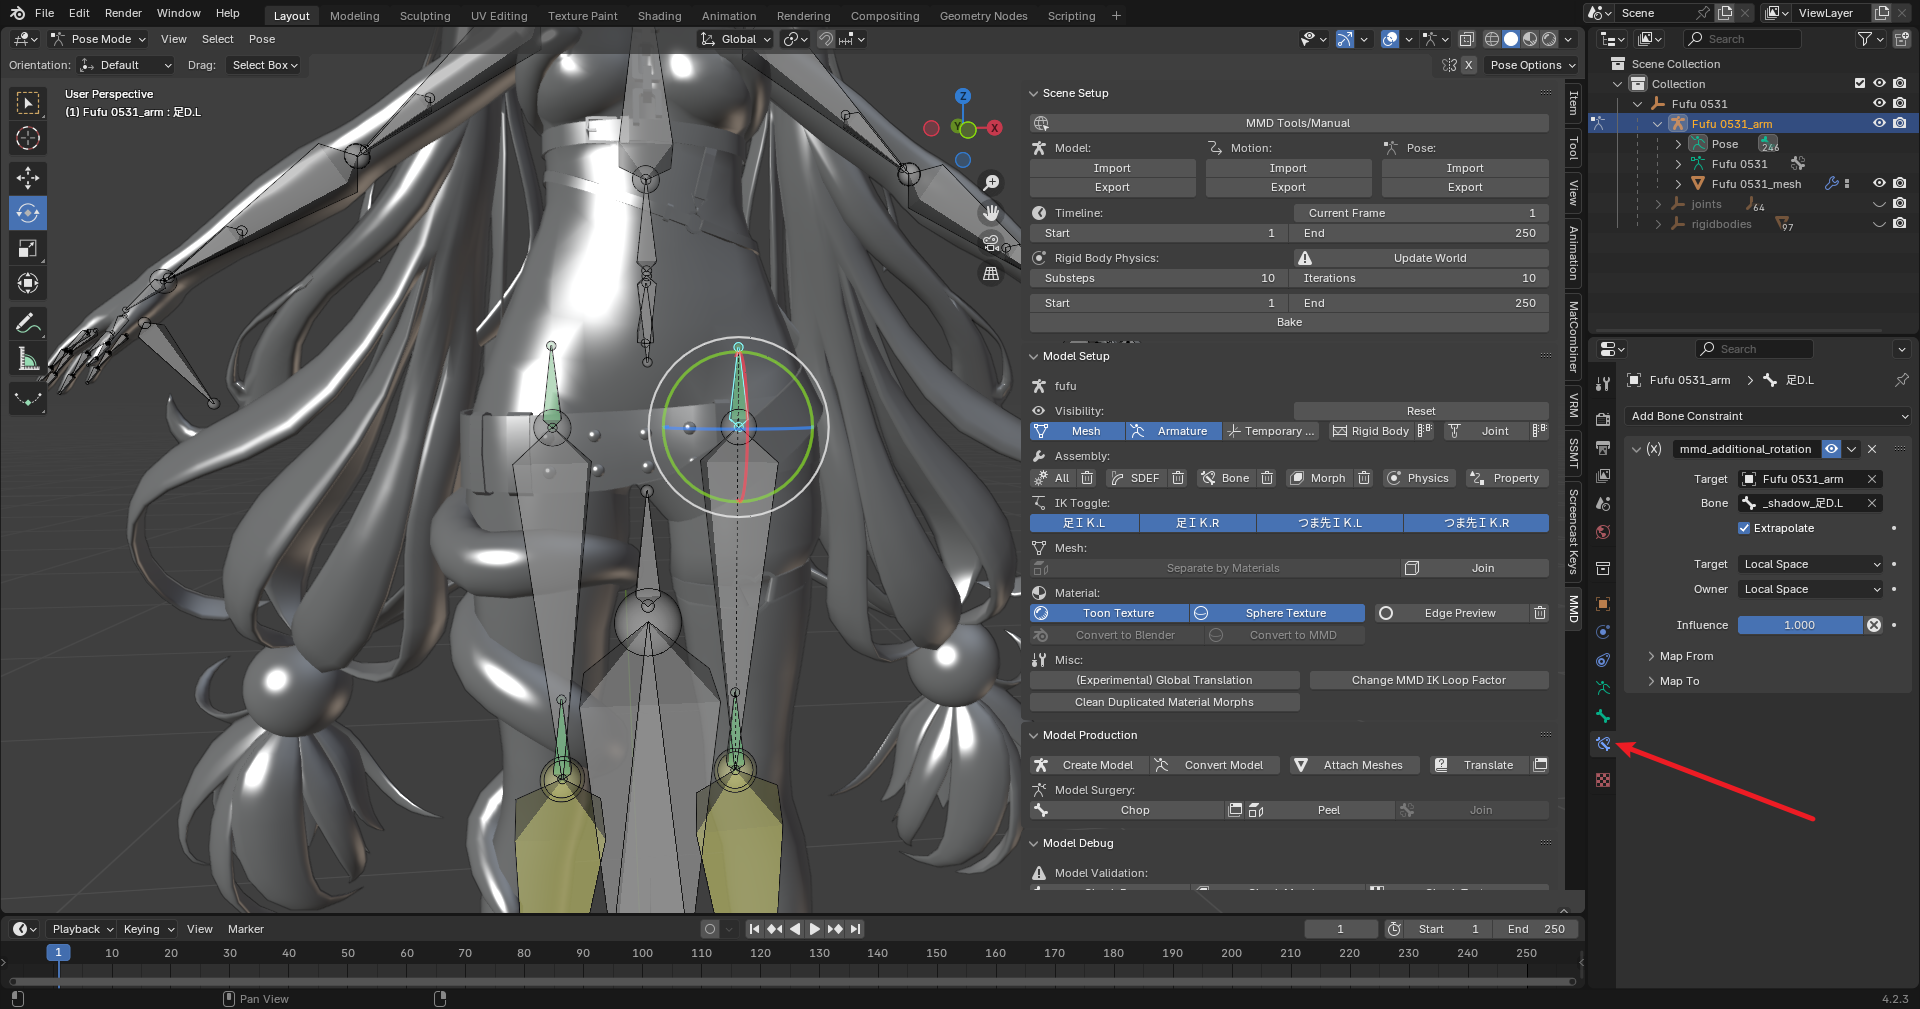 File Edit Render Window Help
Layout Modeling Sculpting UV Editing Texture Paint Shading Animation Rendering Compositing Geometry Nodes Scripting +
Scene
ViewLayer
Pose Mode View Select Pose
Global
Search
Orientation: Default Drag: Select Box
X Pose Options
User Perspective
(1) Fufu 0531_arm : 足D.L
Z
Y
X
Scene Setup
MMD Tools/Manual
Model: Motion: Pose:
Import Import Import
Export Export Export
Timeline: Current Frame 1
Start 1 End 250
Rigid Body Physics: Update World
Substeps 10 Iterations 10
Start 1 End 250
Bake
Model Setup
fufu
Visibility: Reset
Mesh Armature Temporary ... Rigid Body Joint
Assembly:
All SDEF Bone Morph Physics Property
IK Toggle:
足ＩＫ.L 足ＩＫ.R つま先ＩＫ.L つま先ＩＫ.R
Mesh:
Separate by Materials Join
Material:
Toon Texture Sphere Texture Edge Preview
Convert to Blender Convert to MMD
Misc:
(Experimental) Global Translation Change MMD IK Loop Factor
Clean Duplicated Material Morphs
Model Production
Create Model Convert Model Attach Meshes Translate
Model Surgery:
Chop Peel Join
Model Debug
Model Validation:
Item
Tool
View
Animation
MatCombiner
VRM
SSMT
Screencast Keys
MMD
Scene Collection
Collection
Fufu 0531
Fufu 0531_arm
Pose 246
Fufu 0531
Fufu 0531_mesh
joints 64
rigidbodies 97
Search
Fufu 0531_arm > 足D.L
Add Bone Constraint
(x) mmd_additional_rotation
Target Fufu 0531_arm
Bone _shadow_足D.L
Extrapolate
Target Local Space
Owner Local Space
Influence 1.000
Map From
Map To
Playback Keying View Marker
1 Start 1 End 250
1 10 20 30 40 50 60 70 80 90 100 110 120 130 140 150 160 170 180 190 200 210 220 230 240 250
Pan View
4.2.3